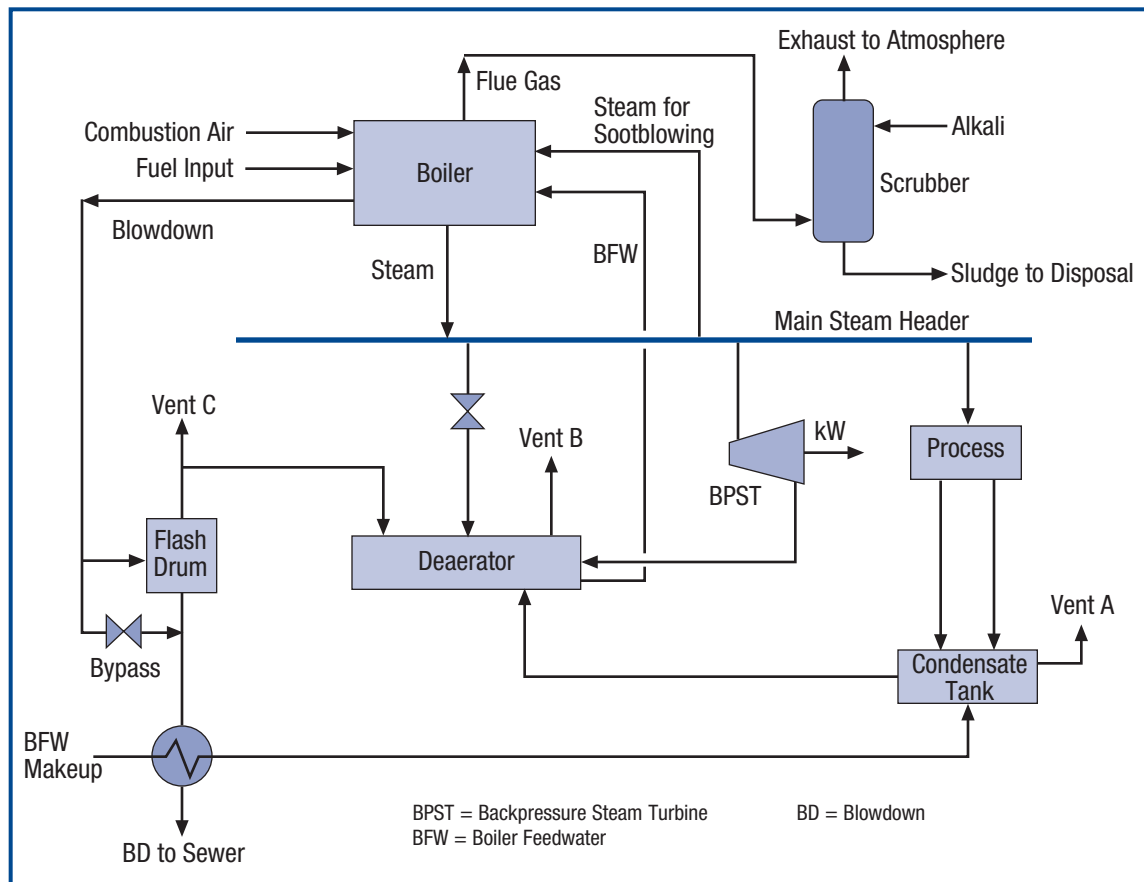 Exhaust to Atmosphere
Flue Gas
Steam for
Sootblowing
Combustion Air
Alkali
Fuel Input
Boiler
Scrubber
Blowdown
BFW
Steam
Sludge to Disposal
Main Steam Header
Vent C
Vent B
kW
Process
BPST
Flash
Drum
Deaerator
Vent A
Bypass
Condensate
Tank
BFW
Makeup
BPST = Backpressure Steam Turbine
BD = Blowdown
BFW = Boiler Feedwater
BD to Sewer